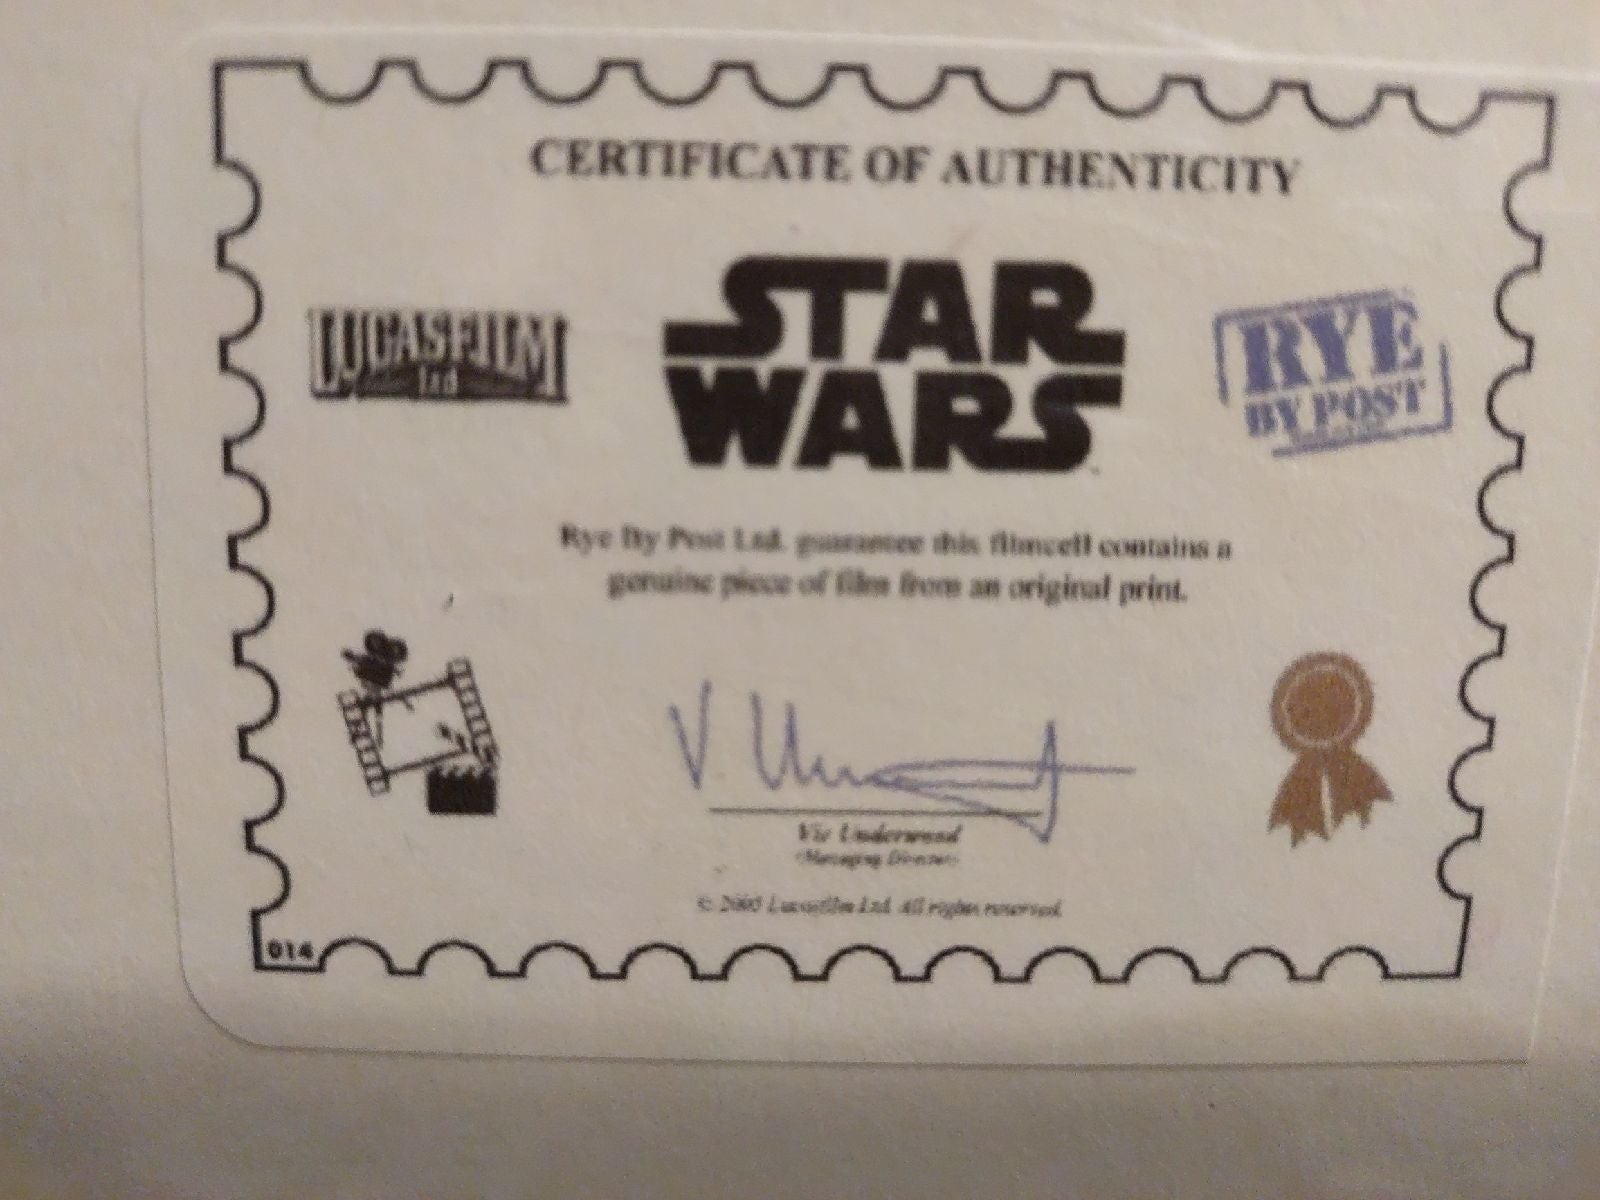 CERTIFICATE OF AUTHENTICITY
LUCASFILM
Ltd
STAR
WARS
RYE
BY POST
Rye By Post Ltd. guarantee this filmcell contains a
genuine piece of film from an original print.
V. Underwood
Vic Underwood
(Managing Director)
© 2005 Lucasfilm Ltd. All rights reserved.
014